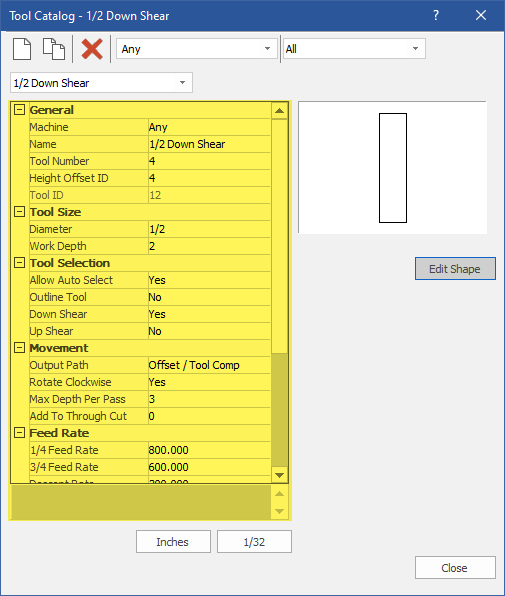 Tool Catalog - 1/2 Down Shear ?
Any All
1/2 Down Shear
General
Machine Any
Name 1/2 Down Shear
Tool Number 4
Height Offset ID 4
Tool ID 12
Tool Size
Diameter 1/2
Work Depth 2
Tool Selection
Allow Auto Select Yes
Outline Tool No
Down Shear Yes
Up Shear No
Movement
Output Path Offset / Tool Comp
Rotate Clockwise Yes
Max Depth Per Pass 3
Add To Through Cut 0
Feed Rate
1/4 Feed Rate 800.000
3/4 Feed Rate 600.000
Descent Rate 200.000
Edit Shape
Inches 1/32
Close